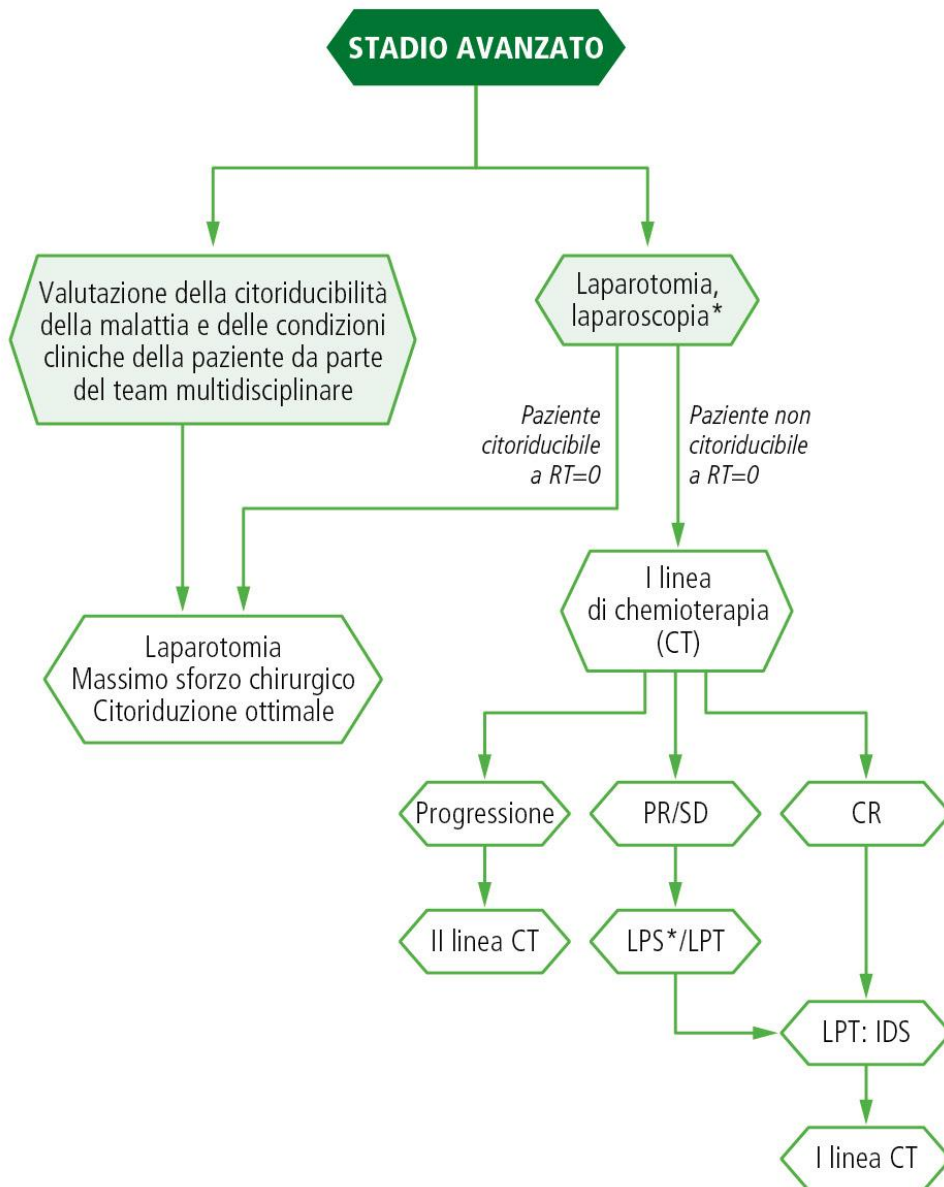 STADIO AVANZATO
Valutazione della citoriducibilità
della malattia e delle condizioni
cliniche della paziente da parte
del team multidisciplinare
Laparotomia,
laparoscopia*
Paziente
citoriducibile
a RT=0
Paziente non
citoriducibile
a RT=0
Laparotomia
Massimo sforzo chirurgico
Citoriduzione ottimale
I linea
di chemioterapia
(CT)
Progressione
PR/SD
CR
II linea CT
LPS*/LPT
LPT: IDS
I linea CT